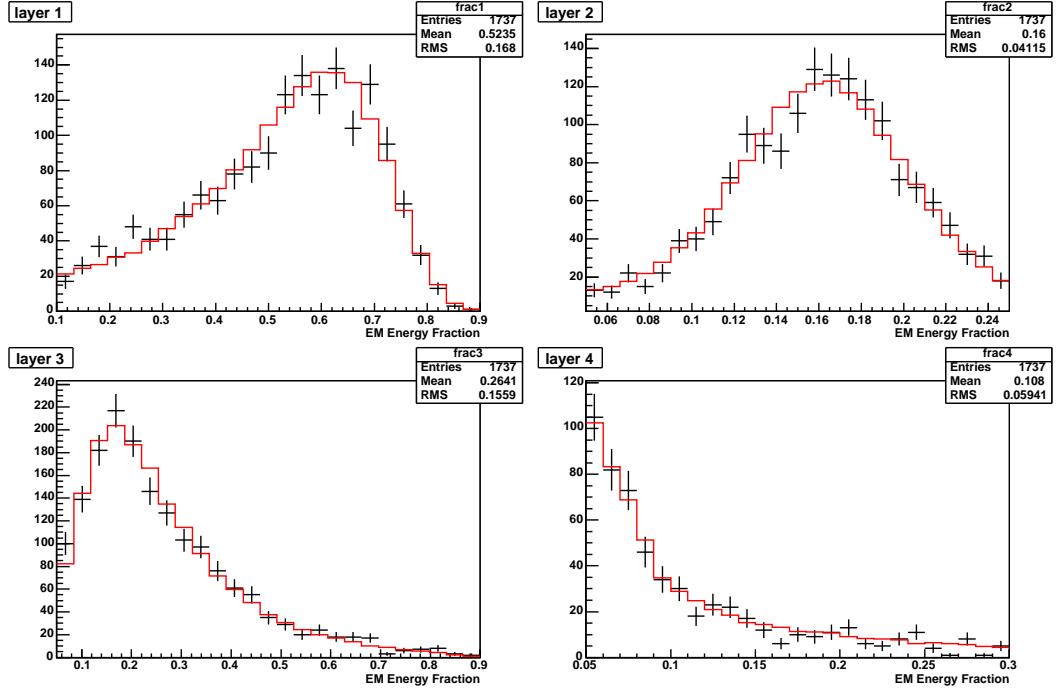 layer 1
frac1
Entries 1737
Mean 0.5235
RMS 0.168
140
120
100
80
60
40
20
0
0.1 0.2 0.3 0.4 0.5 0.6 0.7 0.8 0.9
EM Energy Fraction
layer 2
frac2
Entries 1737
Mean 0.16
RMS 0.04115
140
120
100
80
60
40
20
0.06 0.08 0.1 0.12 0.14 0.16 0.18 0.2 0.22 0.24
EM Energy Fraction
layer 3
frac3
Entries 1737
Mean 0.2641
RMS 0.1559
240
220
200
180
160
140
120
100
80
60
40
20
0
0.1 0.2 0.3 0.4 0.5 0.6 0.7 0.8 0.9
EM Energy Fraction
layer 4
frac4
Entries 1737
Mean 0.108
RMS 0.05941
120
100
80
60
40
20
0
0.05 0.1 0.15 0.2 0.25 0.3
EM Energy Fraction